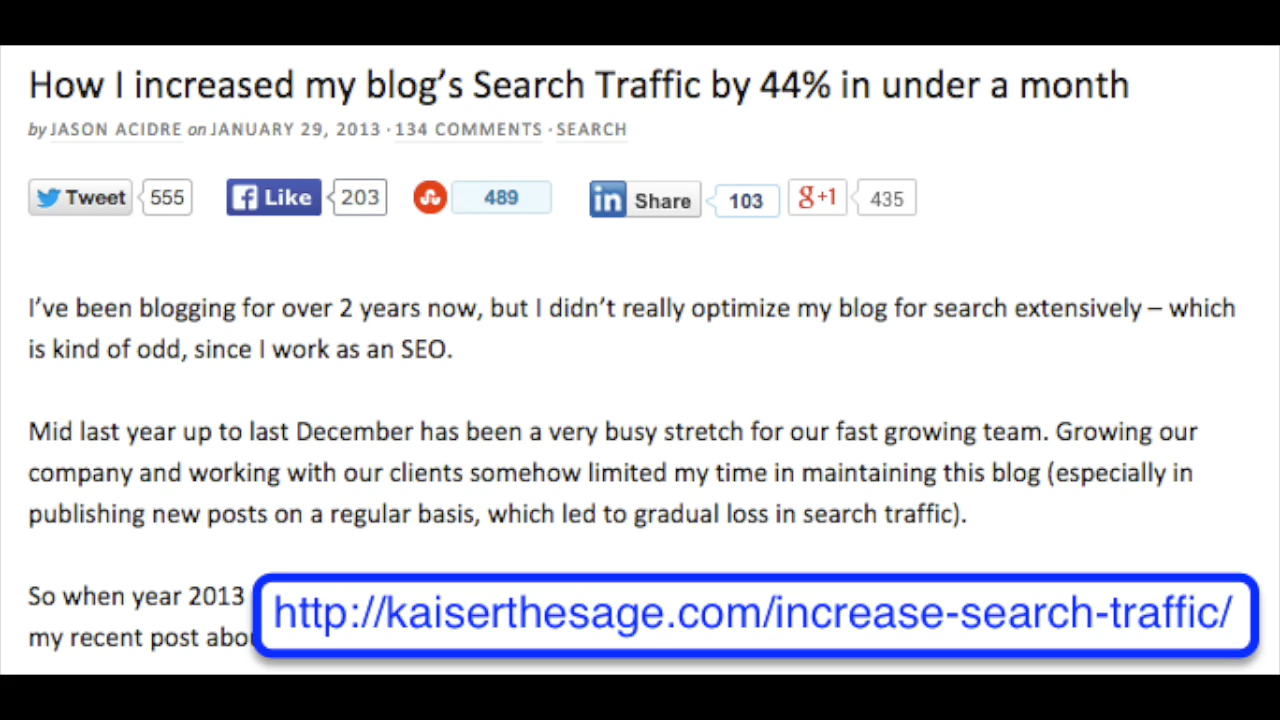 How I increased my blog’s Search Traffic by 44% in under a month
by JASON ACIDRE on JANUARY 29, 2013 · 134 COMMENTS · SEARCH
Tweet 555 Like 203 489 in Share 103 g+1 435
I’ve been blogging for over 2 years now, but I didn’t really optimize my blog for search extensively – which
is kind of odd, since I work as an SEO.
Mid last year up to last December has been a very busy stretch for our fast growing team. Growing our
company and working with our clients somehow limited my time in maintaining this blog (especially in
publishing new posts on a regular basis, which led to gradual loss in search traffic).
So when year 2013
http://kaiserthesage.com/increase-search-traffic/
my recent post